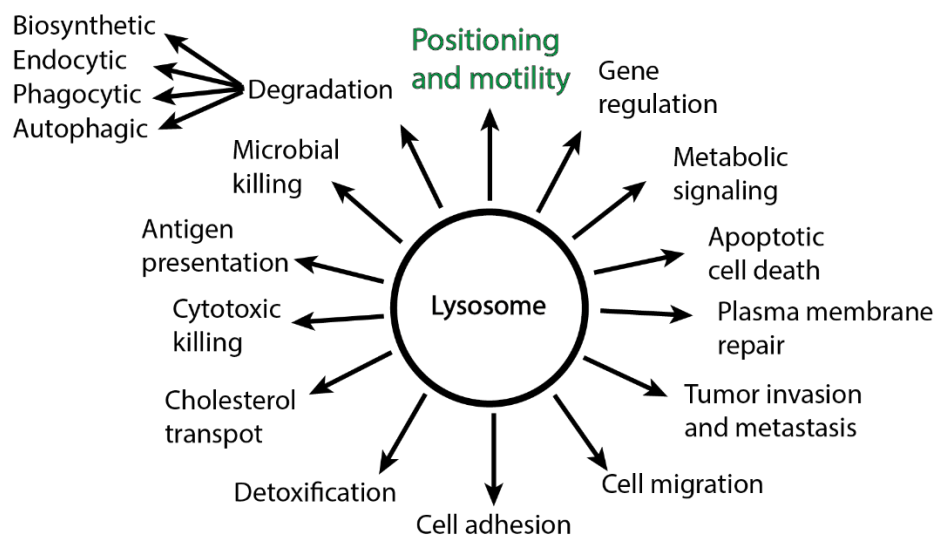 Biosynthetic
Endocytic
Phagocytic
Autophagic
Degradation
Positioning
and motility
Gene
regulation
Microbial
killing
Metabolic
signaling
Antigen
presentation
Apoptotic
cell death
Lysosome
Cytotoxic
killing
Plasma membrane
repair
Cholesterol
transpot
Tumor invasion
and metastasis
Detoxification
Cell migration
Cell adhesion